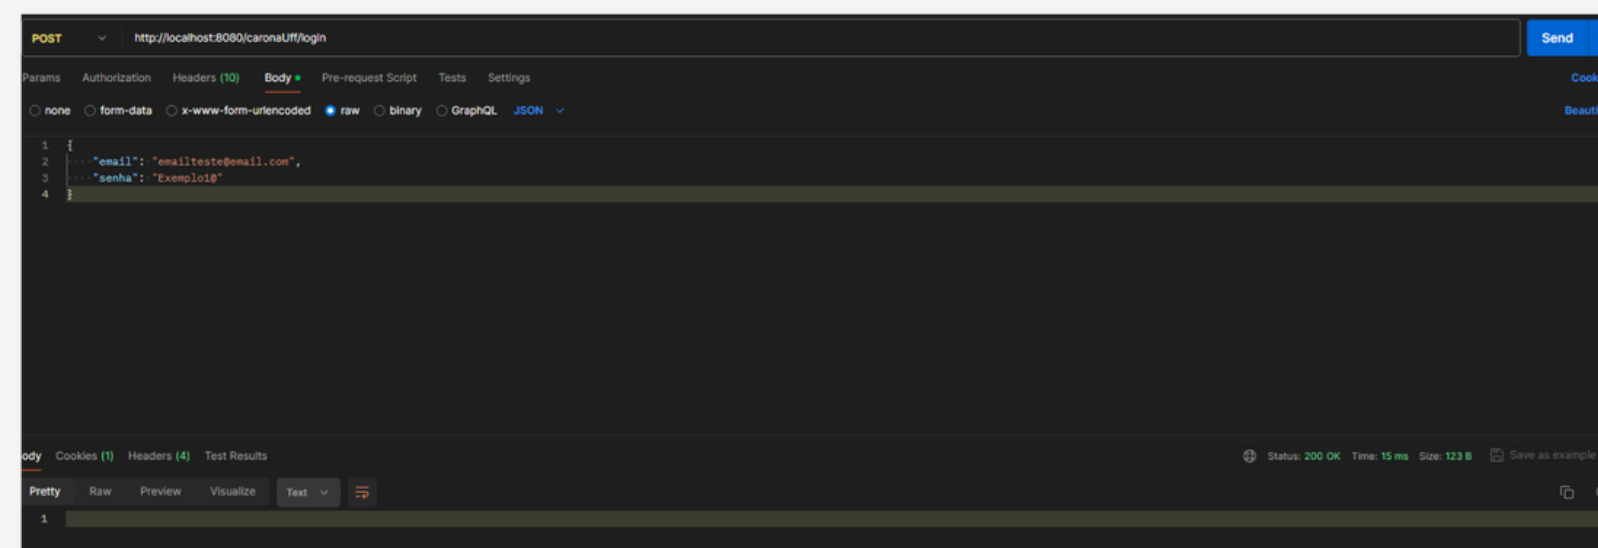 POST http://localhost:8080/caronaUff/login Send
Params Authorization Headers (10) Body Pre-request Script Tests Settings Cook
none form-data x-www-form-urlencoded raw binary GraphQL JSON Beauti
1 {
2 "email": "emailteste@email.com",
3 "senha": "Exemplo1@"
4 }
ody Cookies (1) Headers (4) Test Results Status: 200 OK Time: 15 ms Size: 123 B Save as example
Pretty Raw Preview Visualize Text
1